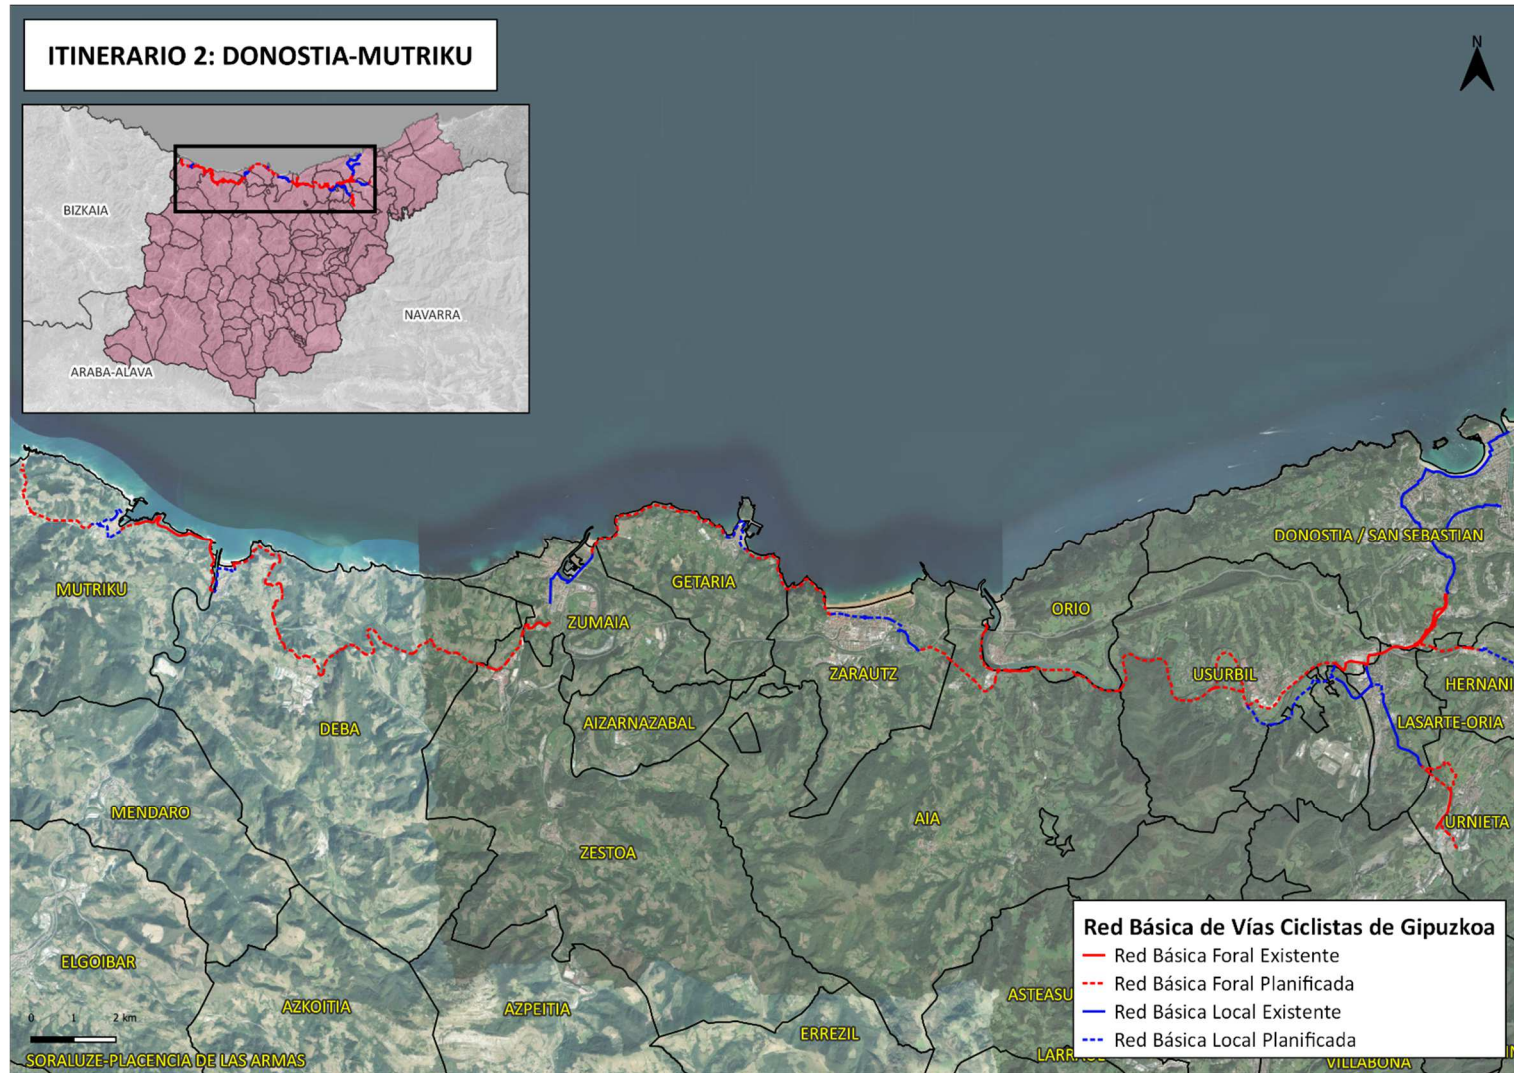 ITINERARIO 2: DONOSTIA-MUTRIKU
N
BIZKAIA
NAVARRA
ARABA-ALAVA
DONOSTIA / SAN SEBASTIAN
MUTRIKU
GETARIA
ORIO
ZUMAIA
ZARAUTZ
USURBIL
HERNANI
DEBA
AIZARNAZABAL
LASARTE-ORIA
MENDARO
AIA
URNIETA
ZESTOA
ELGOIBAR
AZKOITIA
AZPEITIA
ERREZIL
SORALUZE-PLACENCIA DE LAS ARMAS
0 1 2 km
Red Básica de Vías Ciclistas de Gipuzkoa
Red Básica Foral Existente
Red Básica Foral Planificada
Red Básica Local Existente
Red Básica Local Planificada
VILLABONA